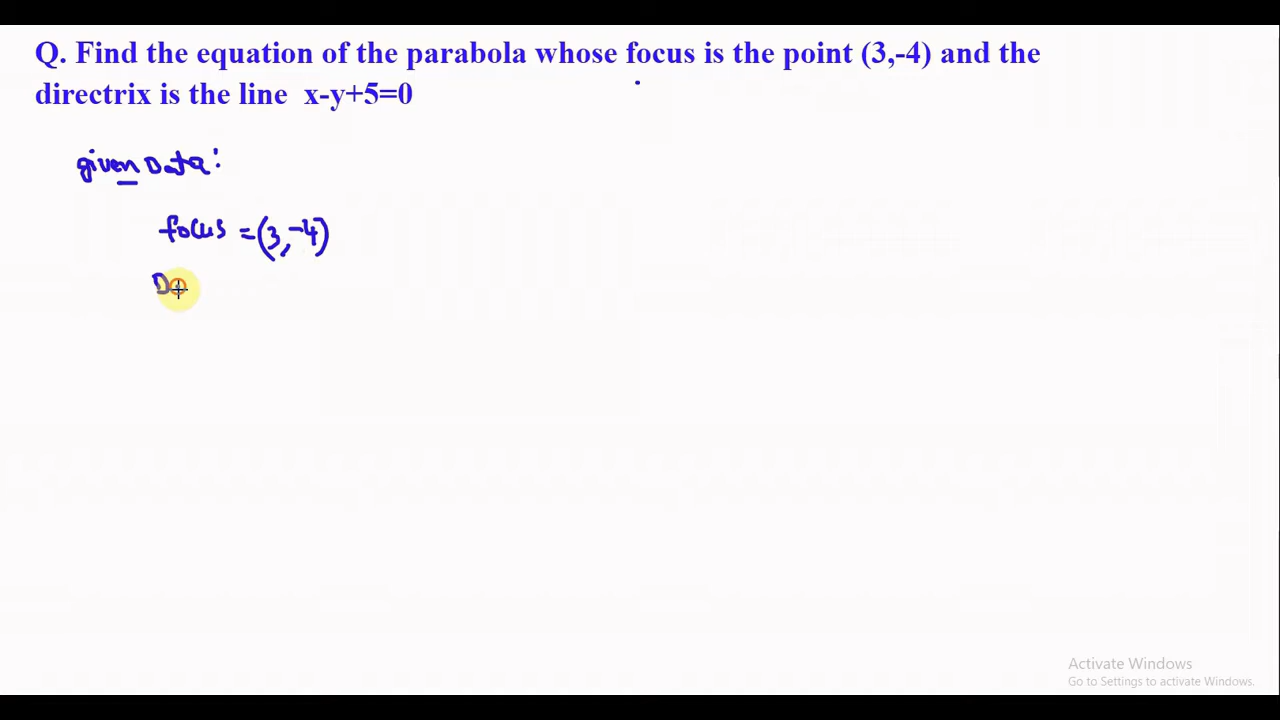 Q. Find the equation of the parabola whose focus is the point (3,-4) and the
directrix is the line x-y+5=0
given Data:
focus =(3,-4)
D
Activate Windows
Go to Settings to activate Windows.